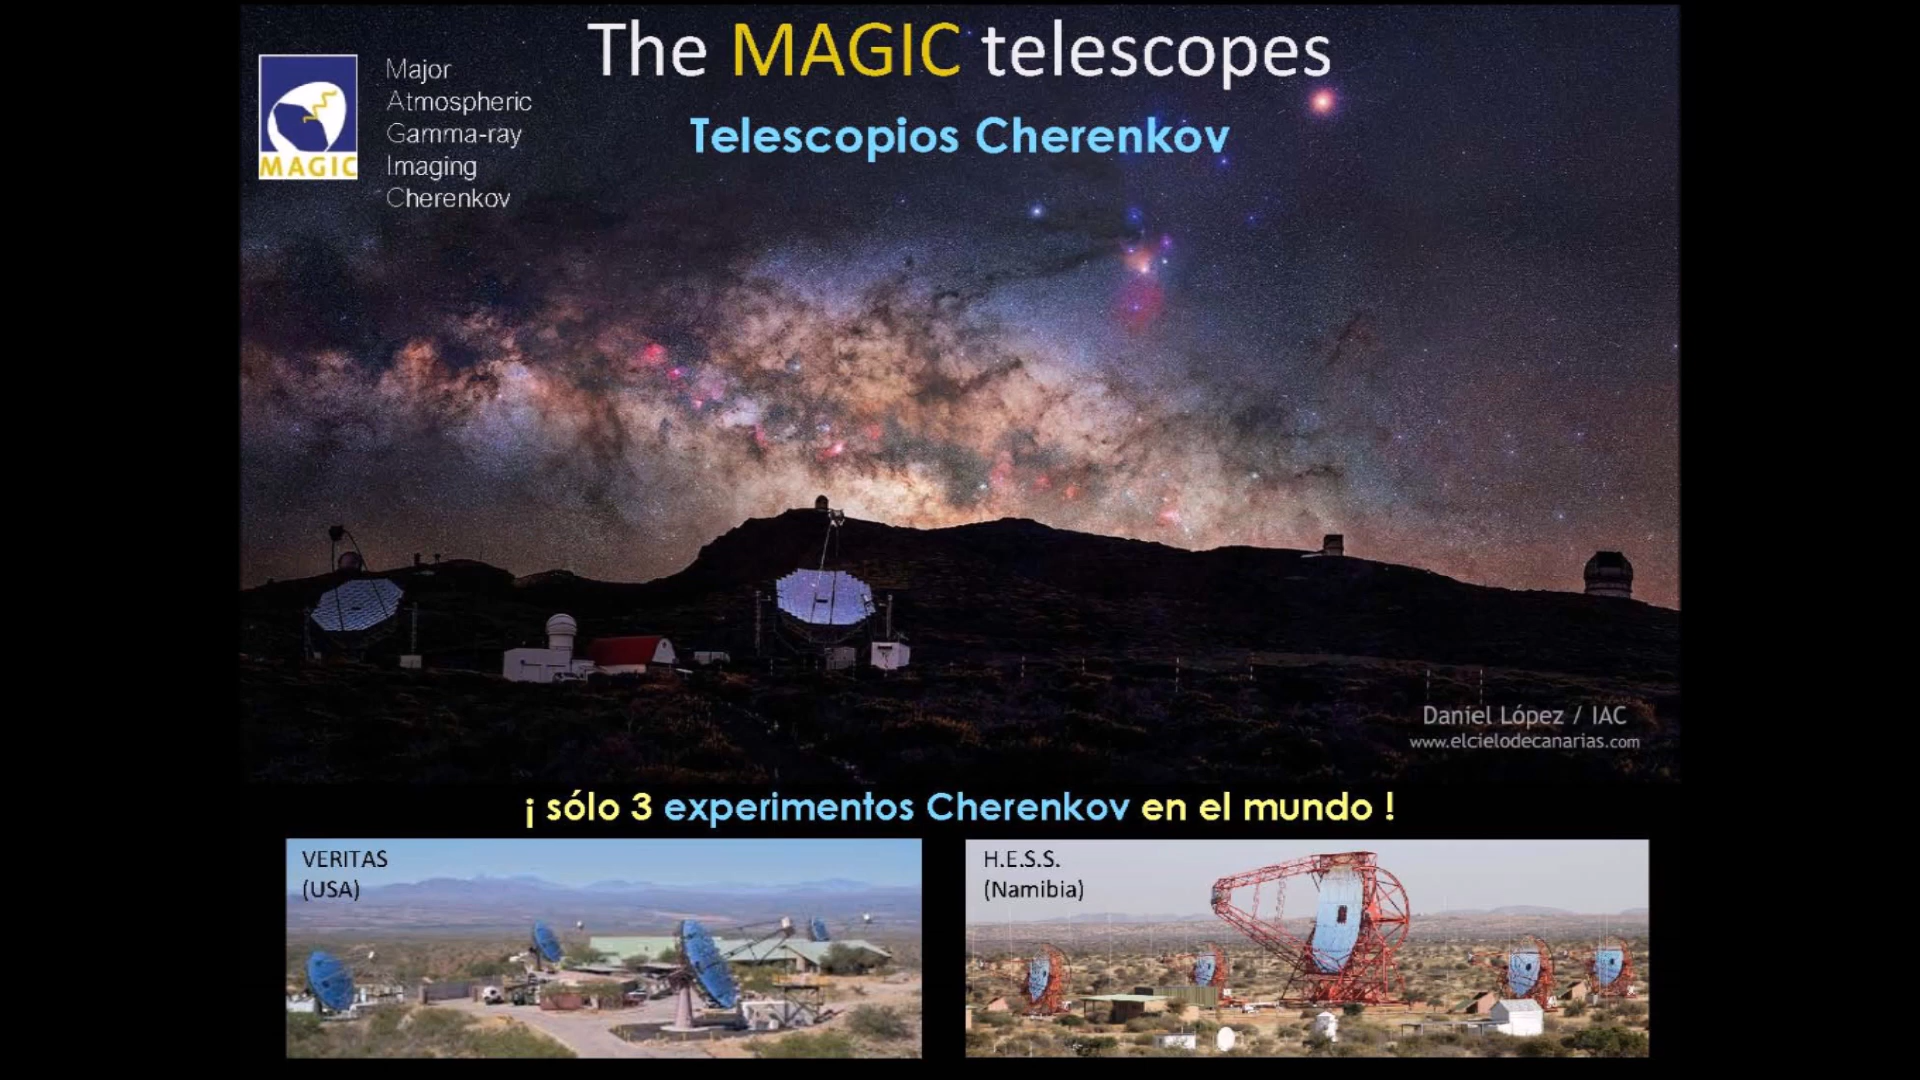 The MAGIC telescopes
Telescopios Cherenkov
MAGIC
Major
Atmospheric
Gamma-ray
Imaging
Cherenkov
Daniel López / IAC
www.elcielodecanarias.com
¡ sólo 3 experimentos Cherenkov en el mundo !
VERITAS
(USA)
H.E.S.S.
(Namibia)